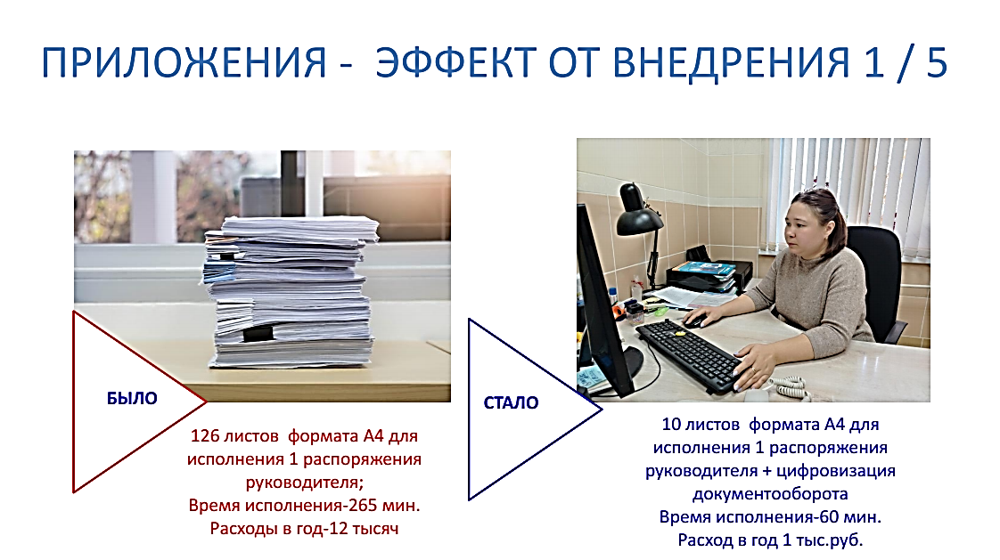 ПРИЛОЖЕНИЯ - ЭФФЕКТ ОТ ВНЕДРЕНИЯ 1 / 5
БЫЛО
126 листов формата А4 для
исполнения 1 распоряжения
руководителя;
Время исполнения-265 мин.
Расходы в год-12 тысяч
СТАЛО
10 листов формата А4 для
исполнения 1 распоряжения
руководителя + цифровизация
документооборота
Время исполнения-60 мин.
Расход в год 1 тыс.руб.